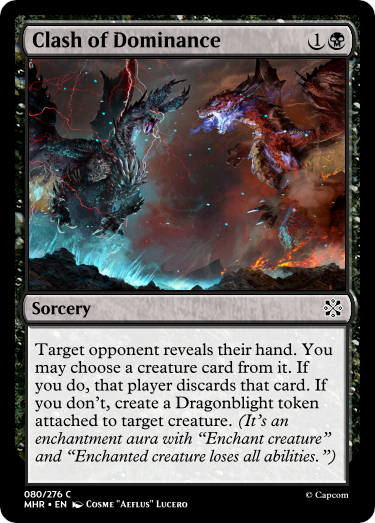 Clash of Dominance 1
Sorcery
Target opponent reveals their hand. You
may choose a creature card from it. If
you do, that player discards that card. If
you don't, create a Dragonblight token
attached to target creature. (It's an
enchantment aura with “Enchant creature”
and “Enchanted creature loses all abilities.”)
080/276 C
MHR • EN Cosme "Aeflus" Lucero
© Capcom